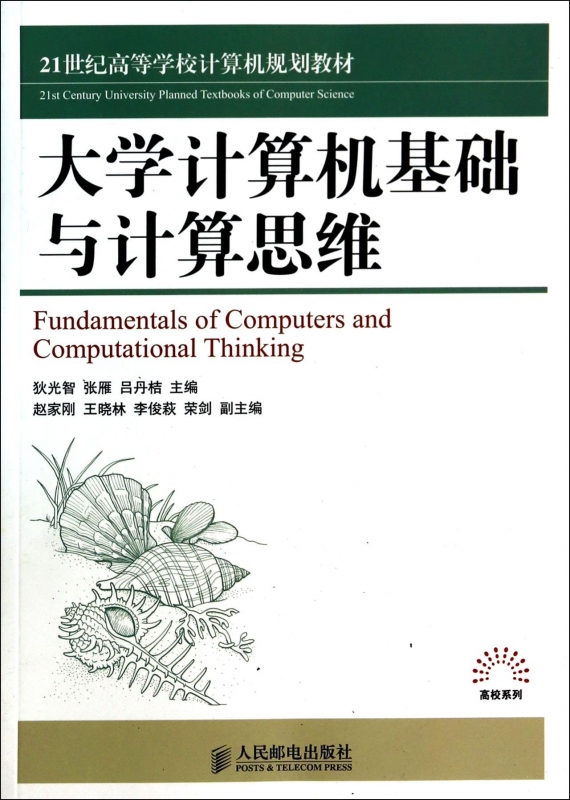 21世纪高等学校计算机规划教材
21st Century University Planned Textbooks of Computer Science
大学计算机基础
与计算思维
Fundamentals of Computers and
Computational Thinking
狄光智 张雁 吕丹桔 主编
赵家刚 王晓林 李俊萩 荣剑 副主编
高校系列
人民邮电出版社
POSTS & TELECOM PRESS